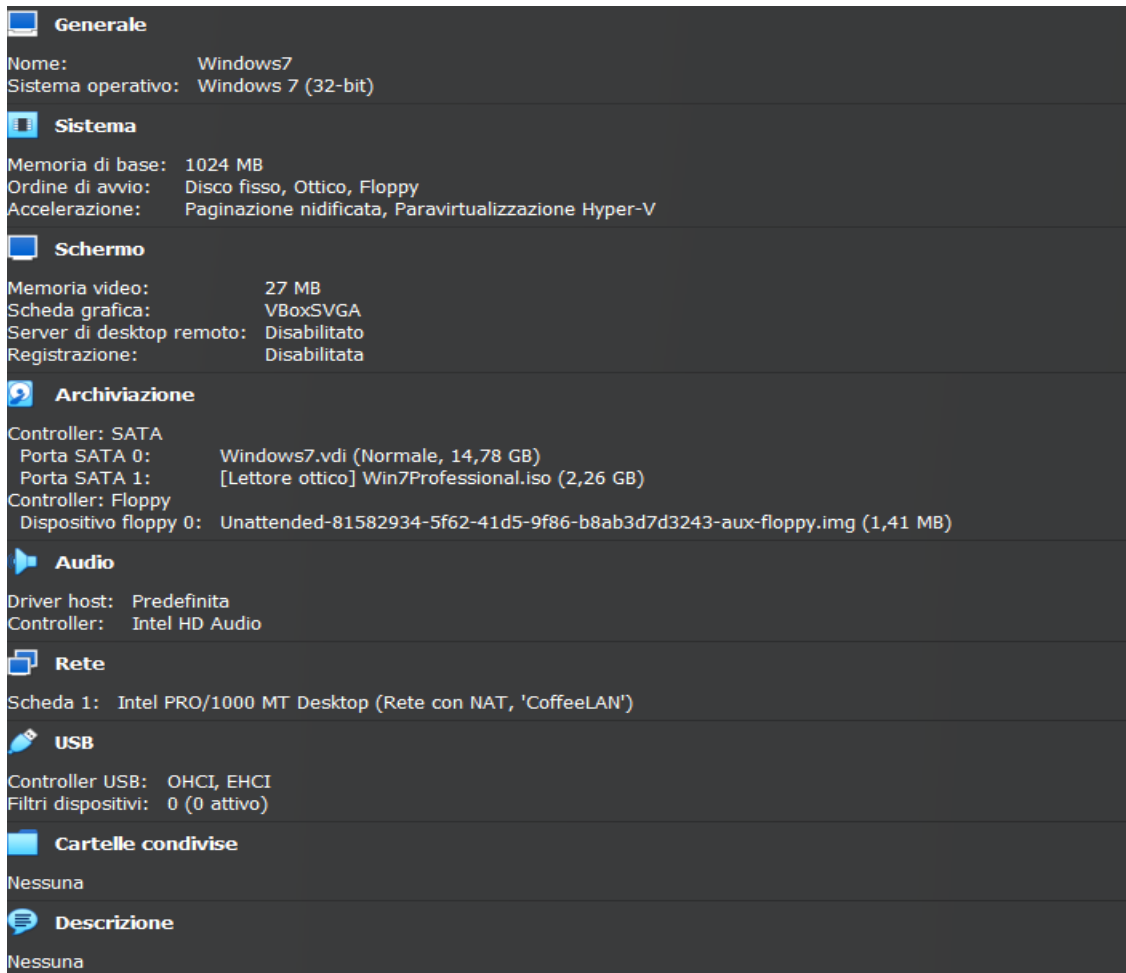 Generale
Nome: Windows7
Sistema operativo: Windows 7 (32-bit)
Sistema
Memoria di base: 1024 MB
Ordine di avvio: Disco fisso, Ottico, Floppy
Accelerazione: Paginazione nidificata, Paravirtualizzazione Hyper-V
Schermo
Memoria video: 27 MB
Scheda grafica: VBoxSVGA
Server di desktop remoto: Disabilitato
Registrazione: Disabilitata
Archiviazione
Controller: SATA
Porta SATA 0: Windows7.vdi (Normale, 14,78 GB)
Porta SATA 1: [Lettore ottico] Win7Professional.iso (2,26 GB)
Controller: Floppy
Dispositivo floppy 0: Unattended-81582934-5f62-41d5-9f86-b8ab3d7d3243-aux-floppy.img (1,41 MB)
Audio
Driver host: Predefinita
Controller: Intel HD Audio
Rete
Scheda 1: Intel PRO/1000 MT Desktop (Rete con NAT, 'CoffeeLAN')
USB
Controller USB: OHCI, EHCI
Filtri dispositivi: 0 (0 attivo)
Cartelle condivise
Nessuna
Descrizione
Nessuna